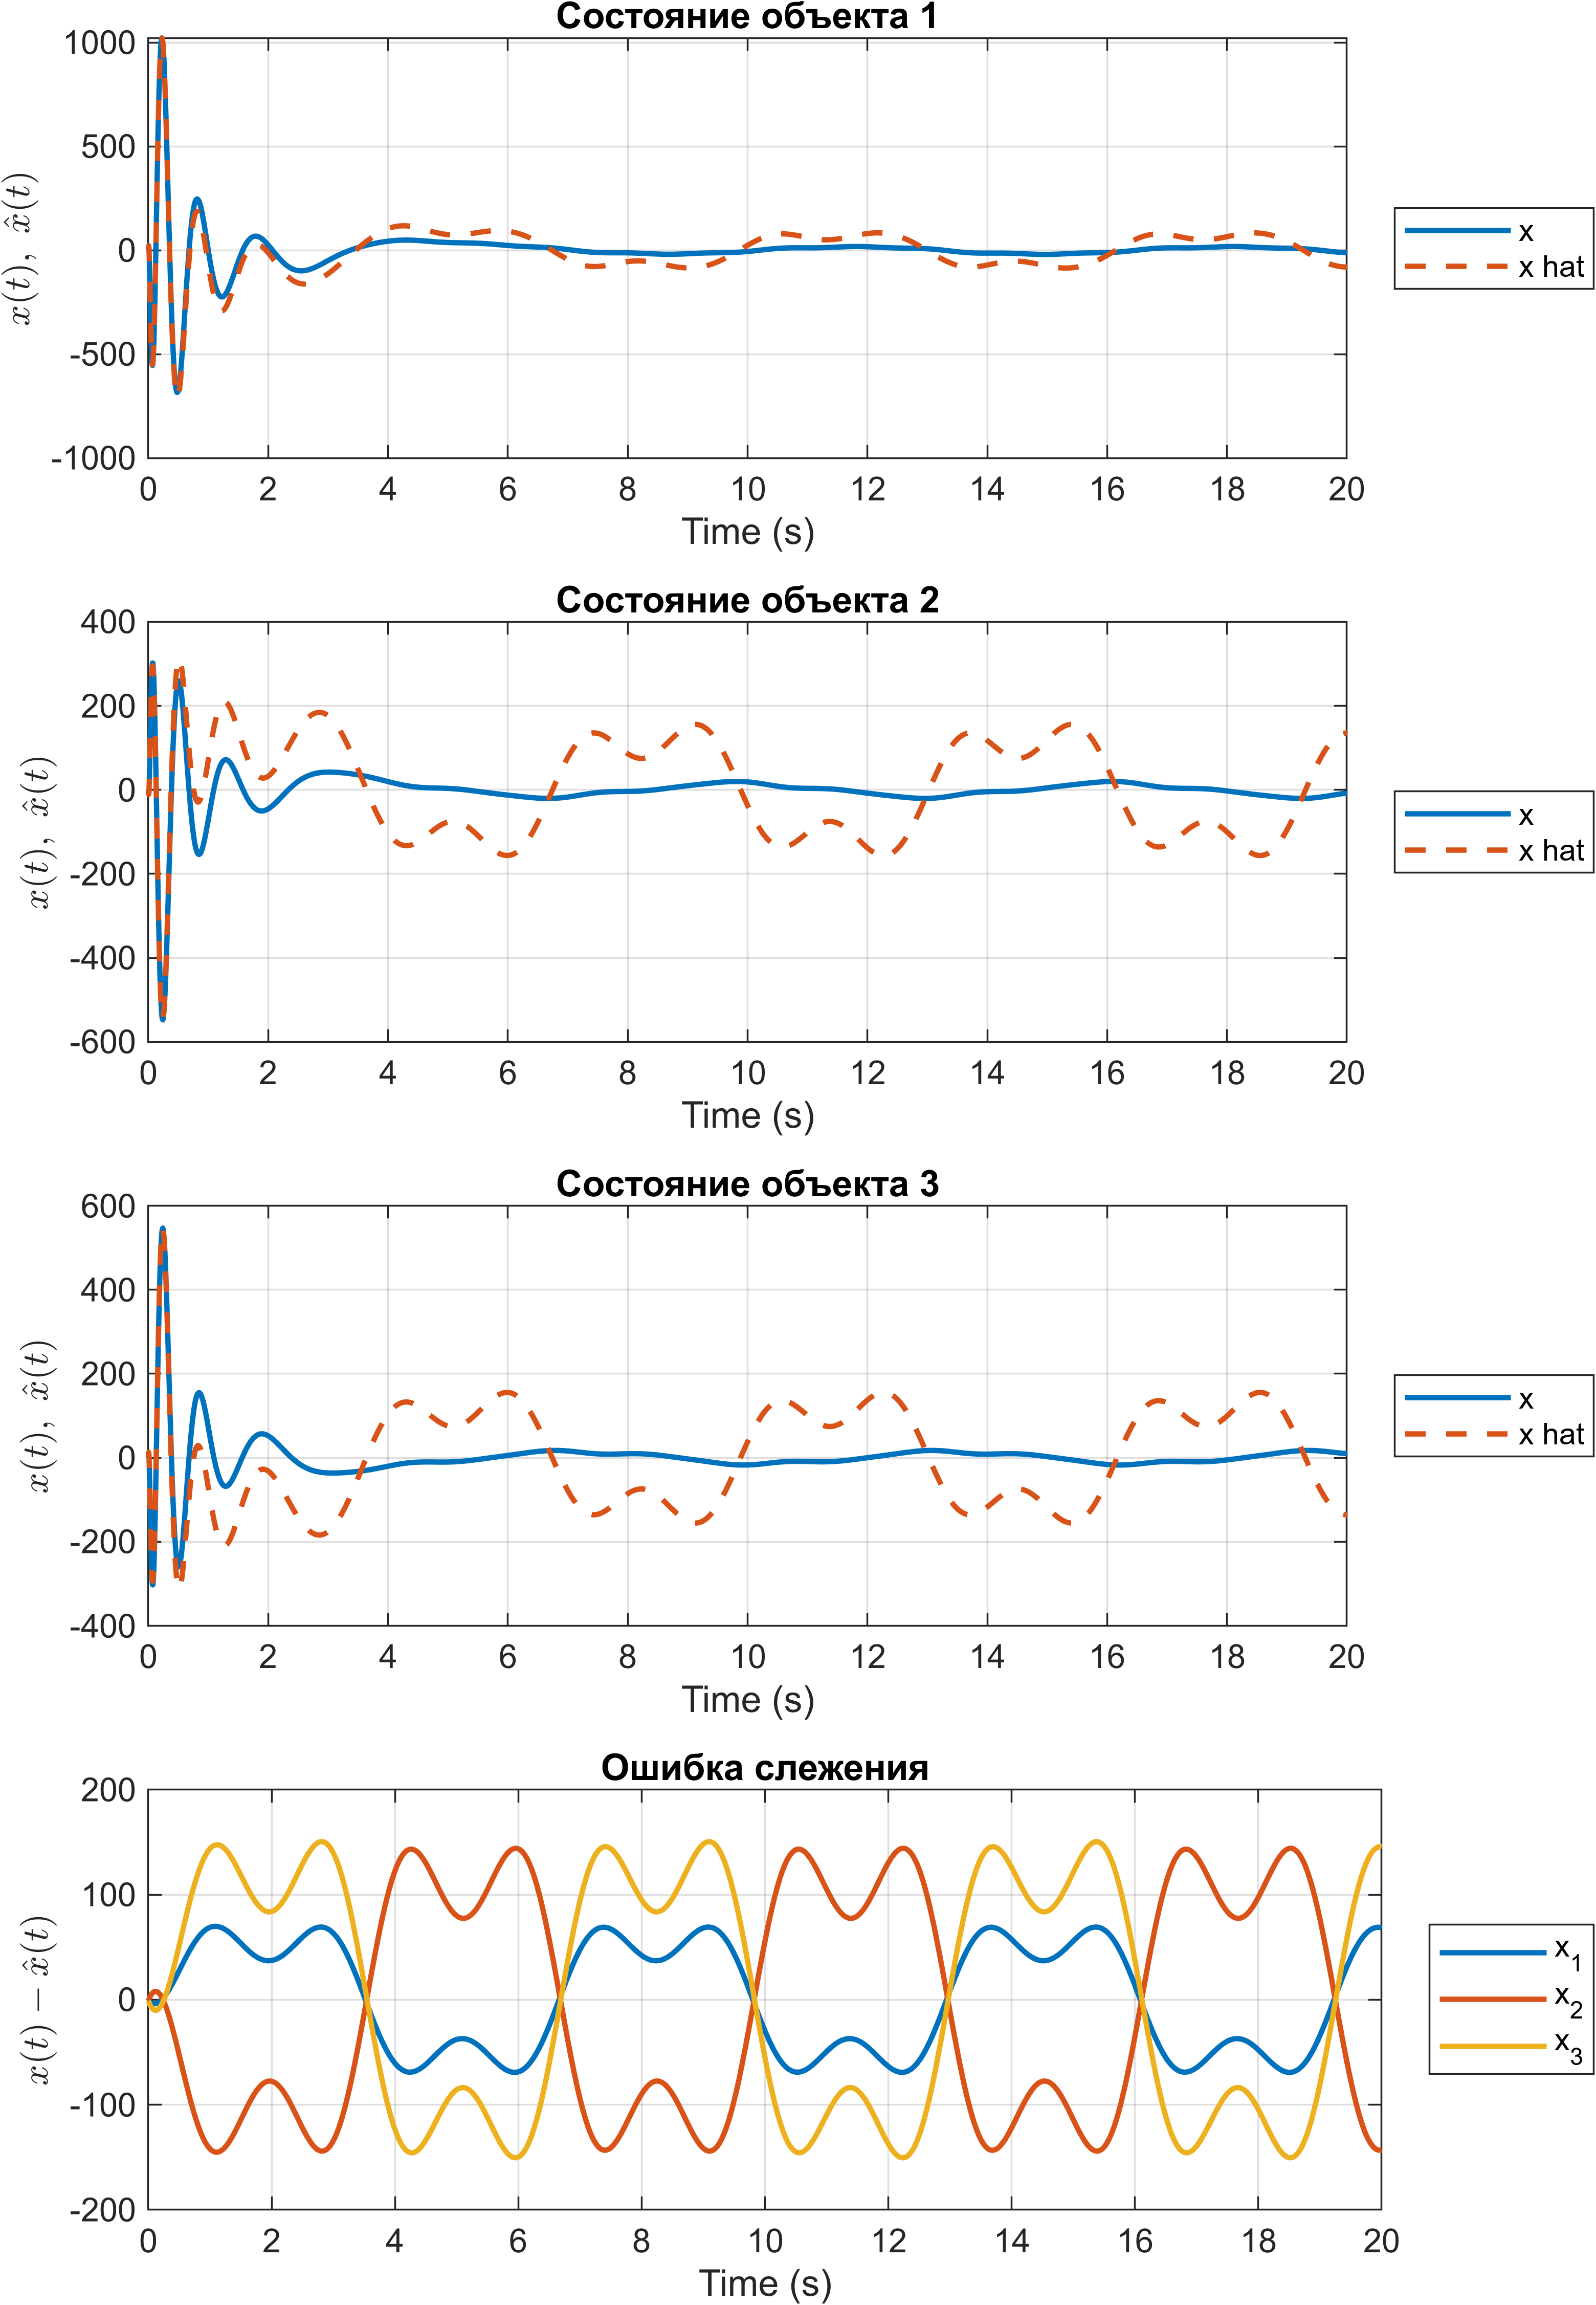 Состояние объекта 1
1000
500
0
-500
-1000
x(t), x̂(t)
0 2 4 6 8 10 12 14 16 18 20
Time (s)
x
x hat
Состояние объекта 2
400
200
0
-200
-400
-600
x(t), x̂(t)
0 2 4 6 8 10 12 14 16 18 20
Time (s)
x
x hat
Состояние объекта 3
600
400
200
0
-200
-400
x(t), x̂(t)
0 2 4 6 8 10 12 14 16 18 20
Time (s)
x
x hat
Ошибка слежения
200
100
0
-100
-200
x(t) − x̂(t)
0 2 4 6 8 10 12 14 16 18 20
Time (s)
x₁
x₂
x₃